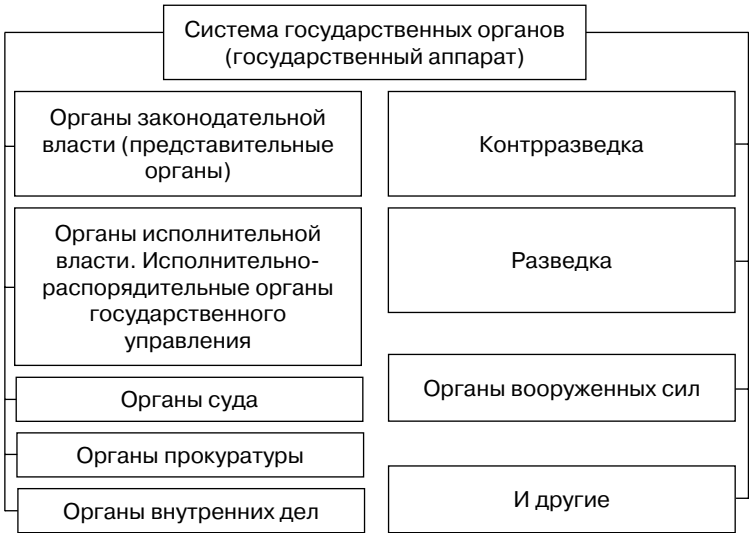 Система государственных органов
(государственный аппарат)
Органы законодательной
власти (представительные
органы)
Органы исполнительной
власти. Исполнительно-
распорядительные органы
государственного
управления
Органы суда
Органы прокуратуры
Органы внутренних дел
Контрразведка
Разведка
Органы вооруженных сил
И другие